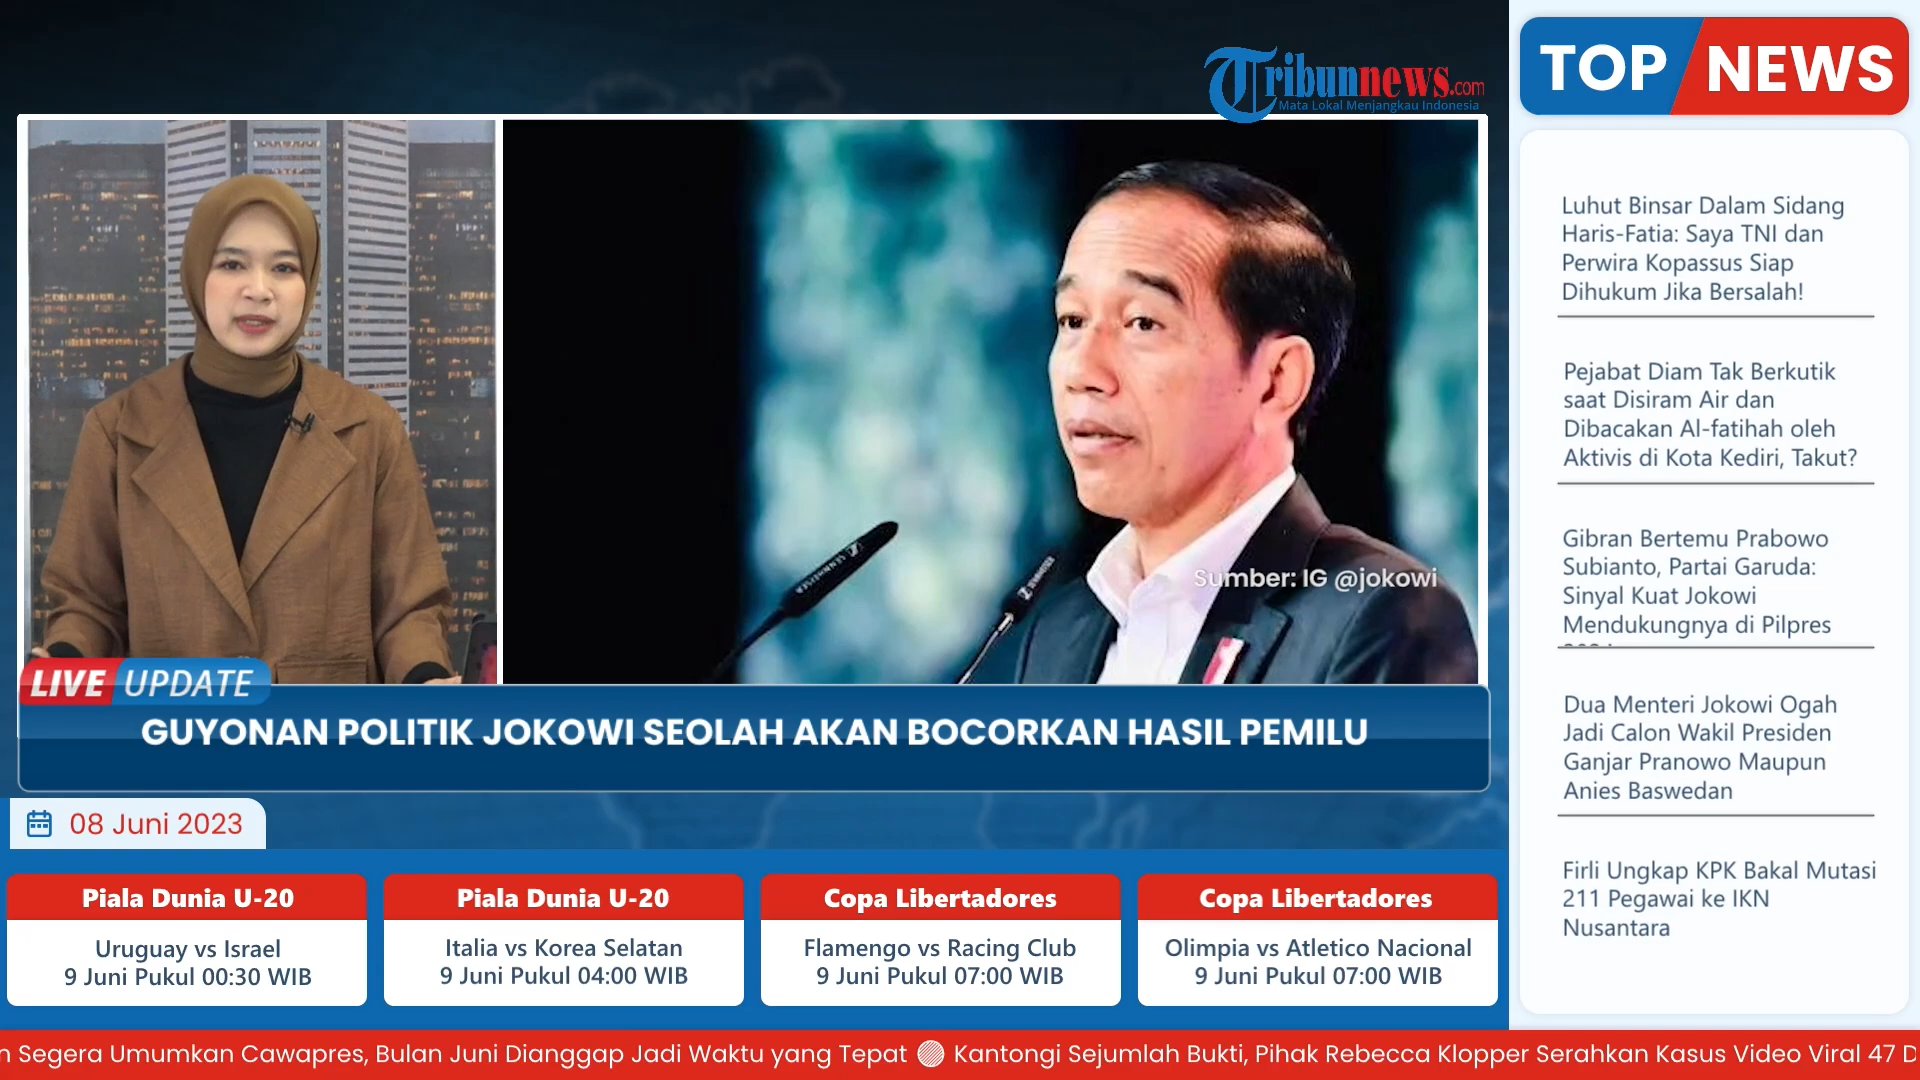 Tribunnews.com
Mata Lokal Menjangkau Indonesia
Sumber: IG @jokowi
LIVE UPDATE
GUYONAN POLITIK JOKOWI SEOLAH AKAN BOCORKAN HASIL PEMILU
08 Juni 2023
Piala Dunia U-20
Uruguay vs Israel
9 Juni Pukul 00:30 WIB
Piala Dunia U-20
Italia vs Korea Selatan
9 Juni Pukul 04:00 WIB
Copa Libertadores
Flamengo vs Racing Club
9 Juni Pukul 07:00 WIB
Copa Libertadores
Olimpia vs Atletico Nacional
9 Juni Pukul 07:00 WIB
TOP NEWS
Luhut Binsar Dalam Sidang
Haris-Fatia: Saya TNI dan
Perwira Kopassus Siap
Dihukum Jika Bersalah!
Pejabat Diam Tak Berkutik
saat Disiram Air dan
Dibacakan Al-fatihah oleh
Aktivis di Kota Kediri, Takut?
Gibran Bertemu Prabowo
Subianto, Partai Garuda:
Sinyal Kuat Jokowi
Mendukungnya di Pilpres
Dua Menteri Jokowi Ogah
Jadi Calon Wakil Presiden
Ganjar Pranowo Maupun
Anies Baswedan
Firli Ungkap KPK Bakal Mutasi
211 Pegawai ke IKN
Nusantara
n Segera Umumkan Cawapres, Bulan Juni Dianggap Jadi Waktu yang Tepat Kantongi Sejumlah Bukti, Pihak Rebecca Klopper Serahkan Kasus Video Viral 47 D